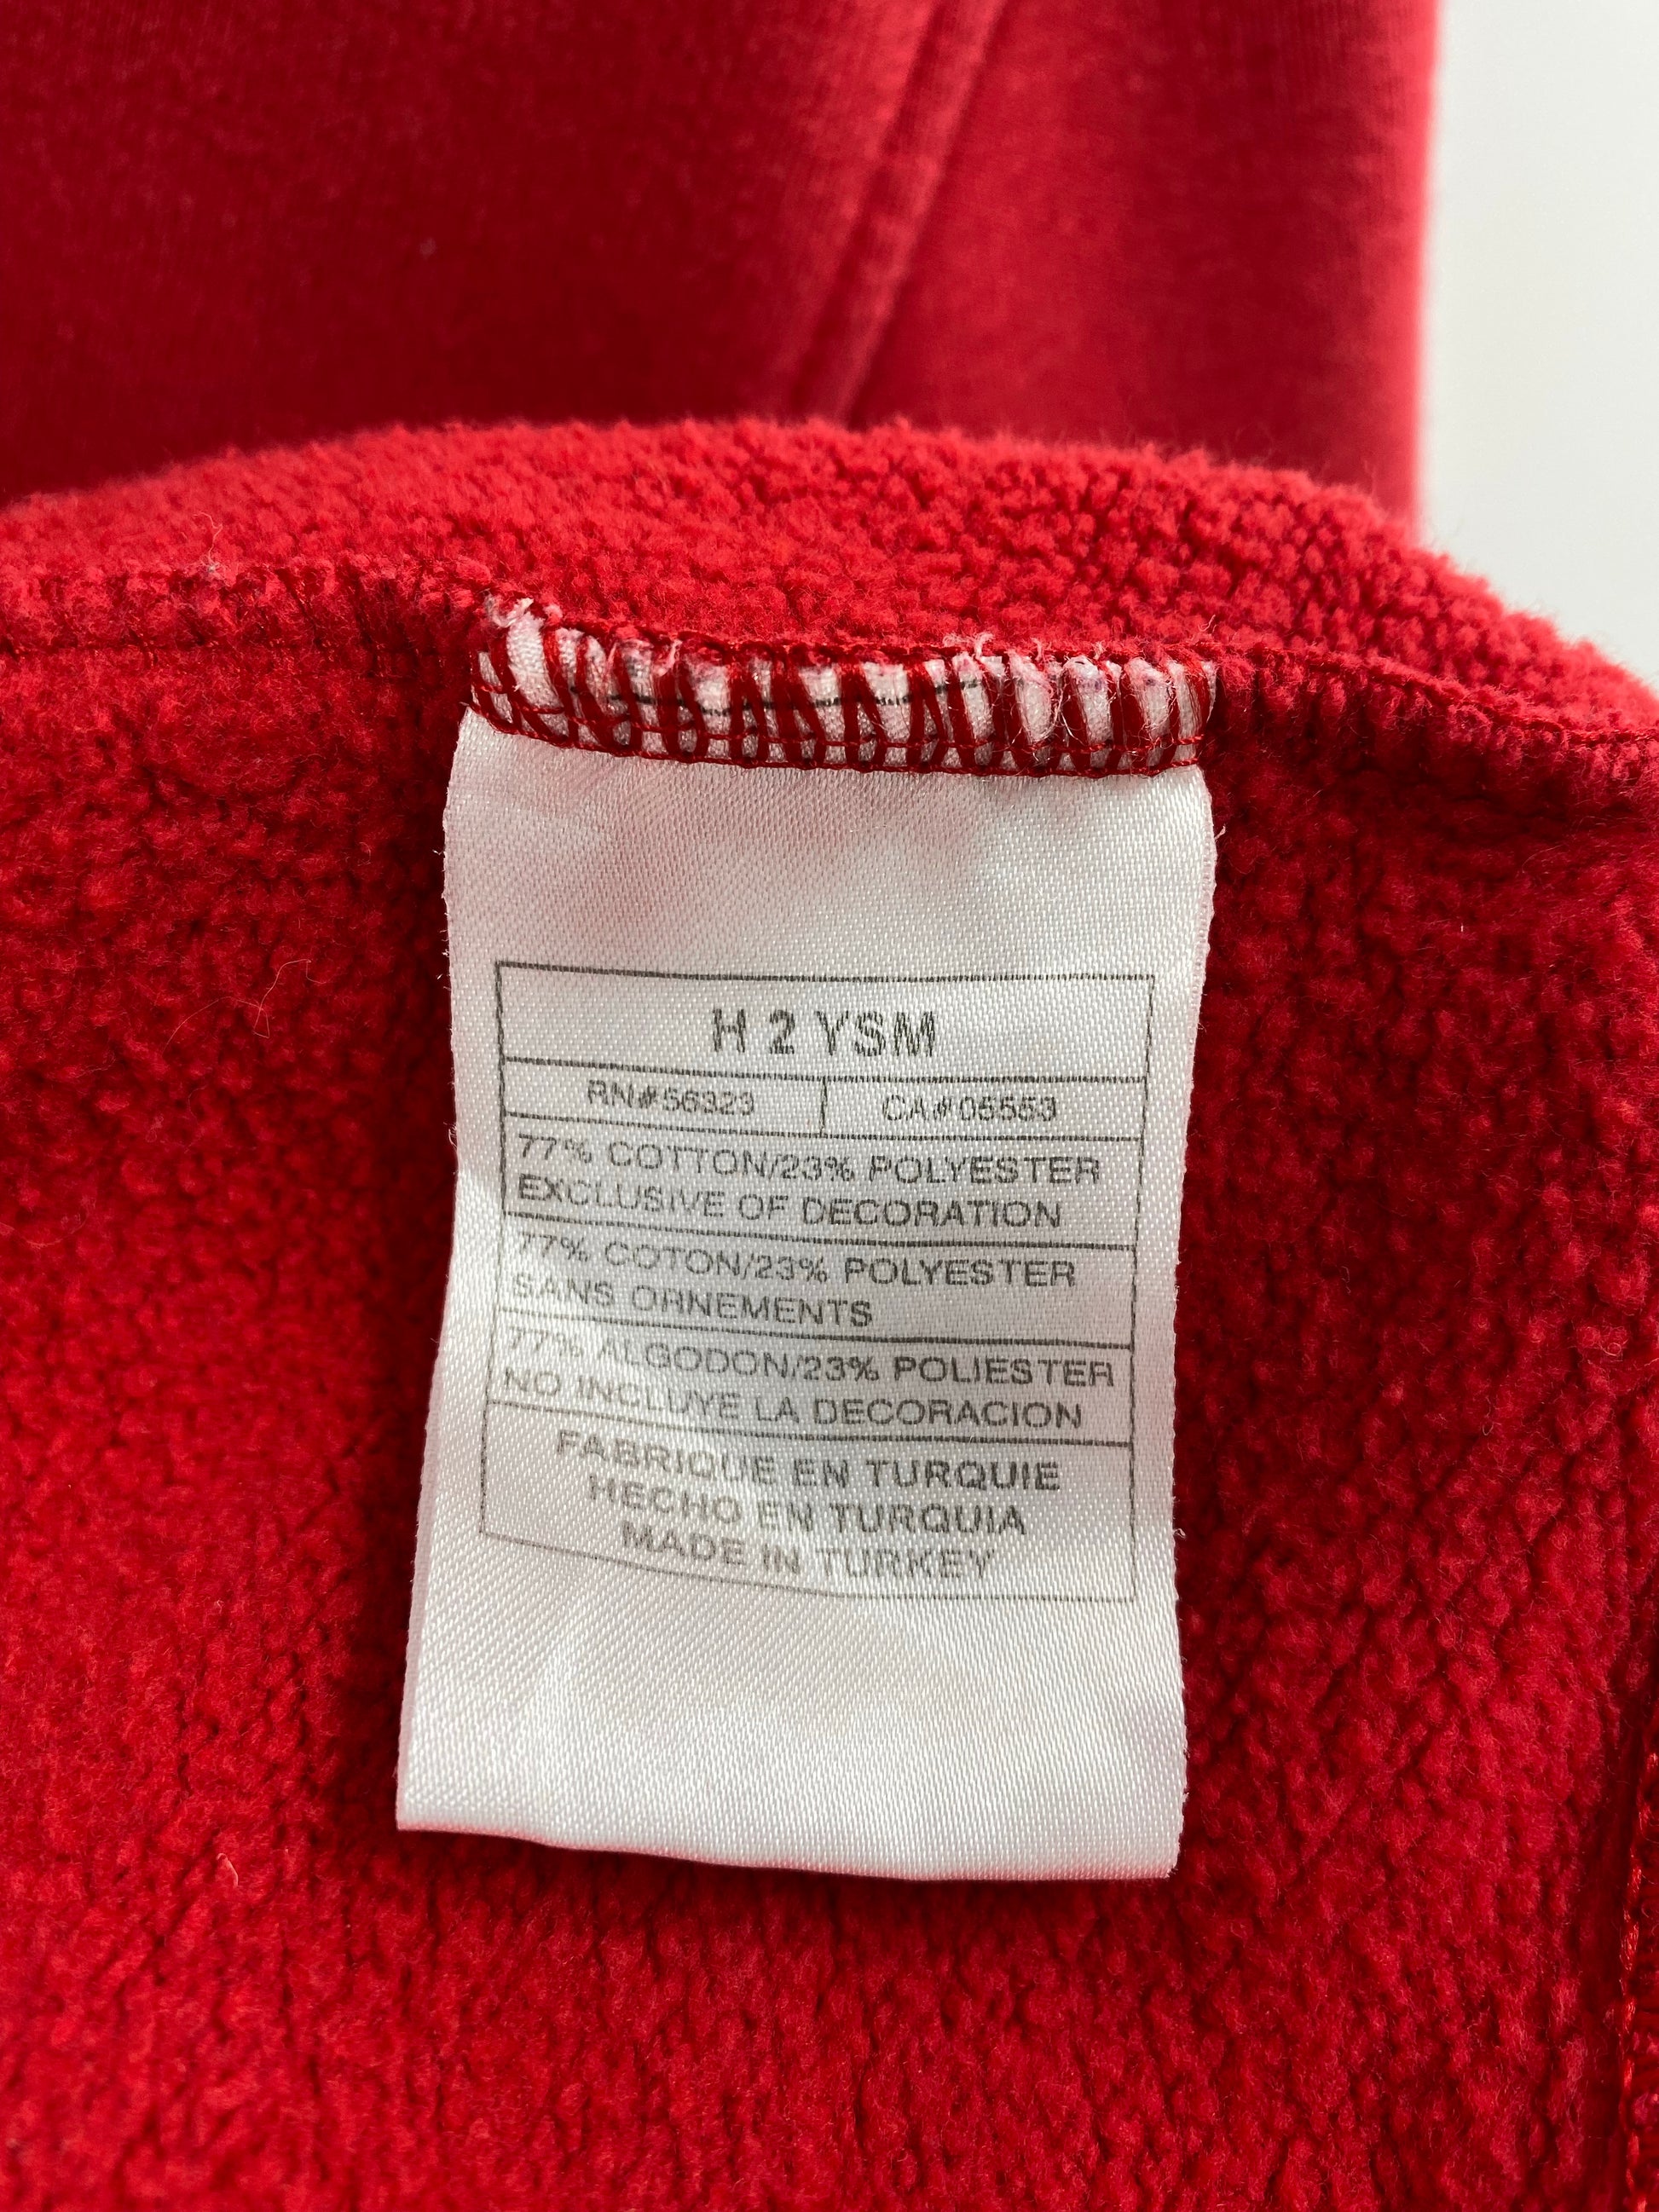 H 2 YSM
RN#56323 CA#05553
77% COTTON/23% POLYESTER
EXCLUSIVE OF DECORATION
77% COTON/23% POLYESTER
SANS ORNEMENTS
77% ALGODON/23% POLIESTER
NO INCLUYE LA DECORACION
FABRIQUE EN TURQUIE
HECHO EN TURQUIA
MADE IN TURKEY